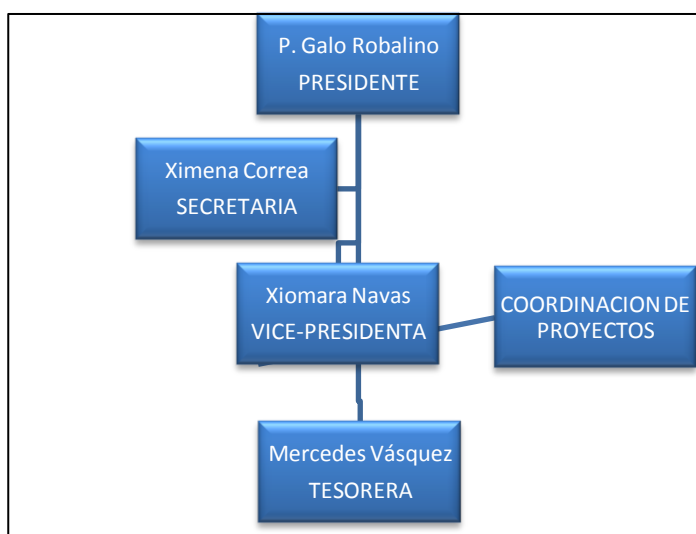 P. Galo Robalino
PRESIDENTE
Ximena Correa
SECRETARIA
Xiomara Navas
VICE-PRESIDENTA
COORDINACION DE
PROYECTOS
Mercedes Vásquez
TESORERA